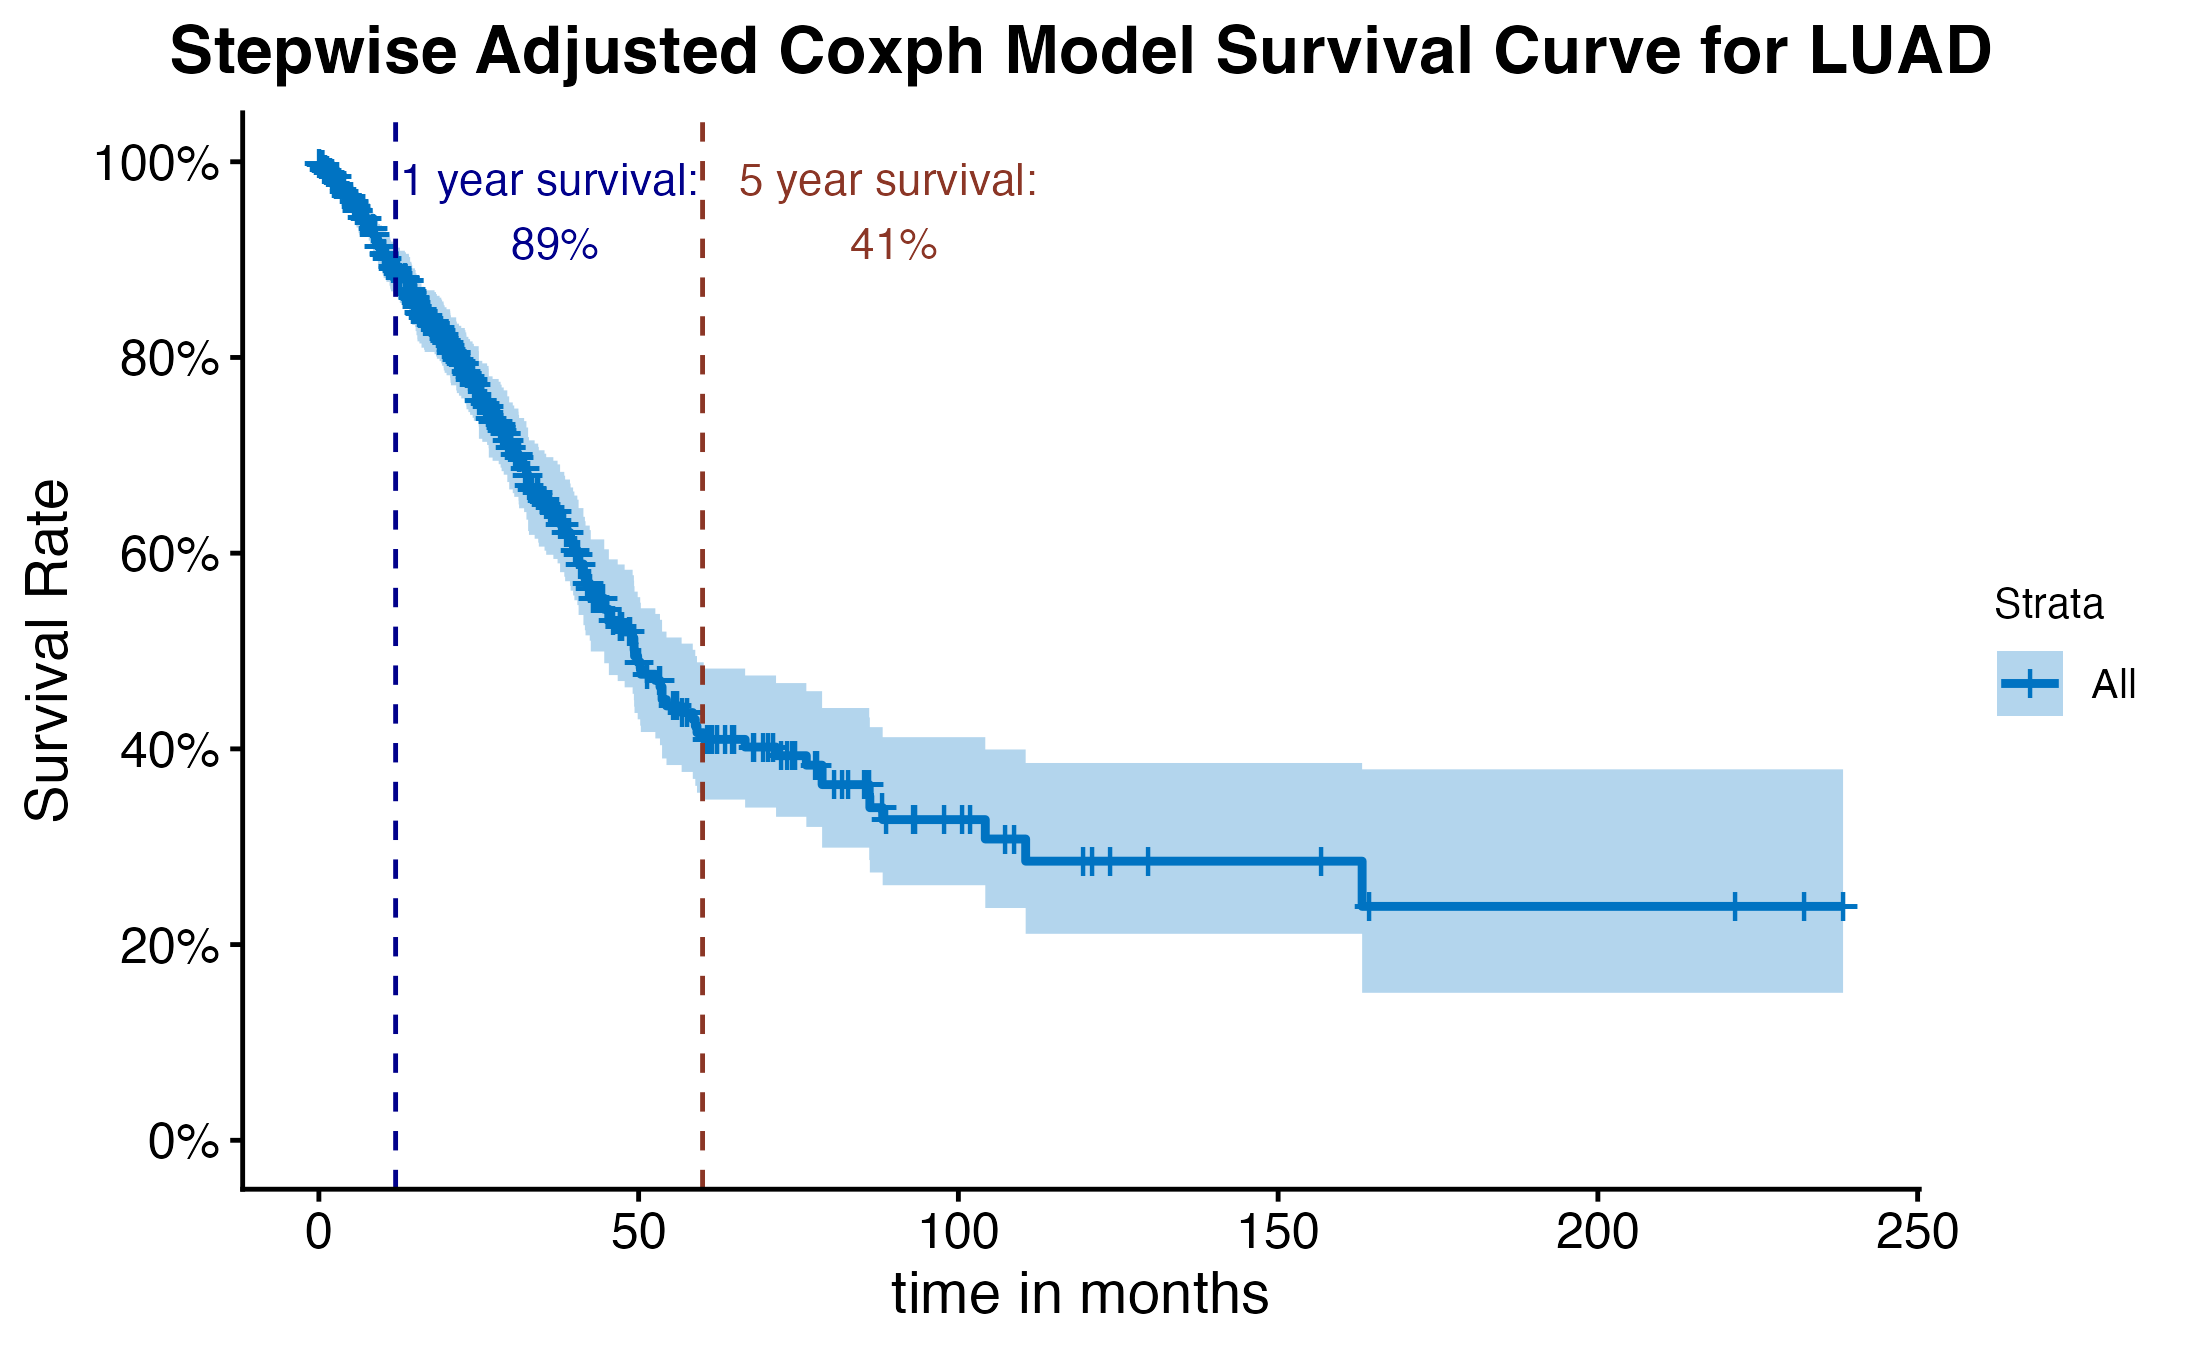 Stepwise Adjusted Coxph Model Survival Curve for LUAD
1 year survival:
89%
5 year survival:
41%
Survival Rate
100%
80%
60%
40%
20%
0%
0 50 100 150 200 250
time in months
Strata
All